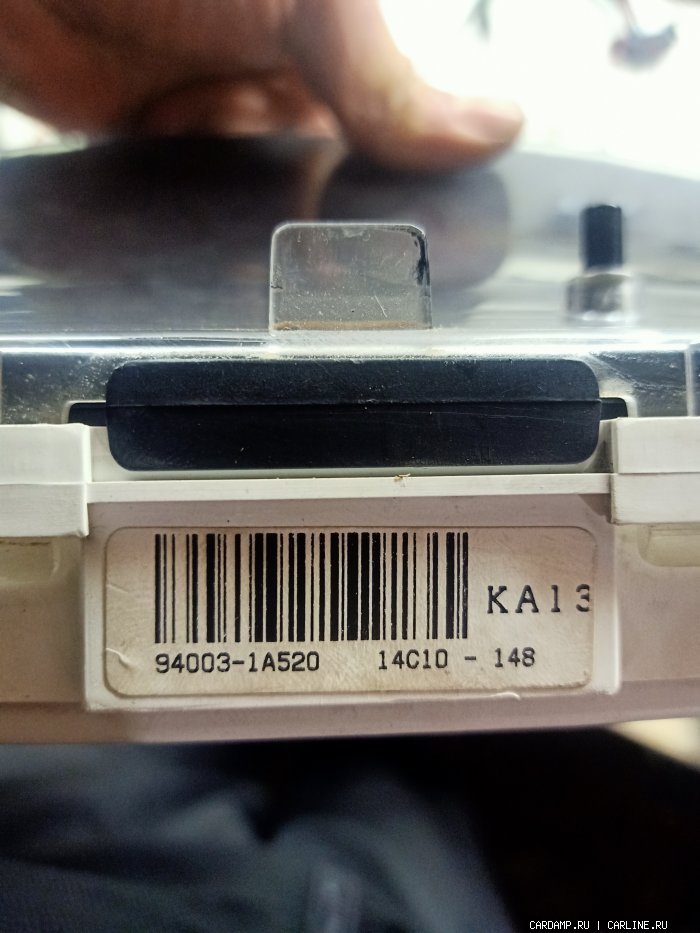 KA13
94003-1A520 14C10 - 148
CARDAMP.RU | CARLINE.RU